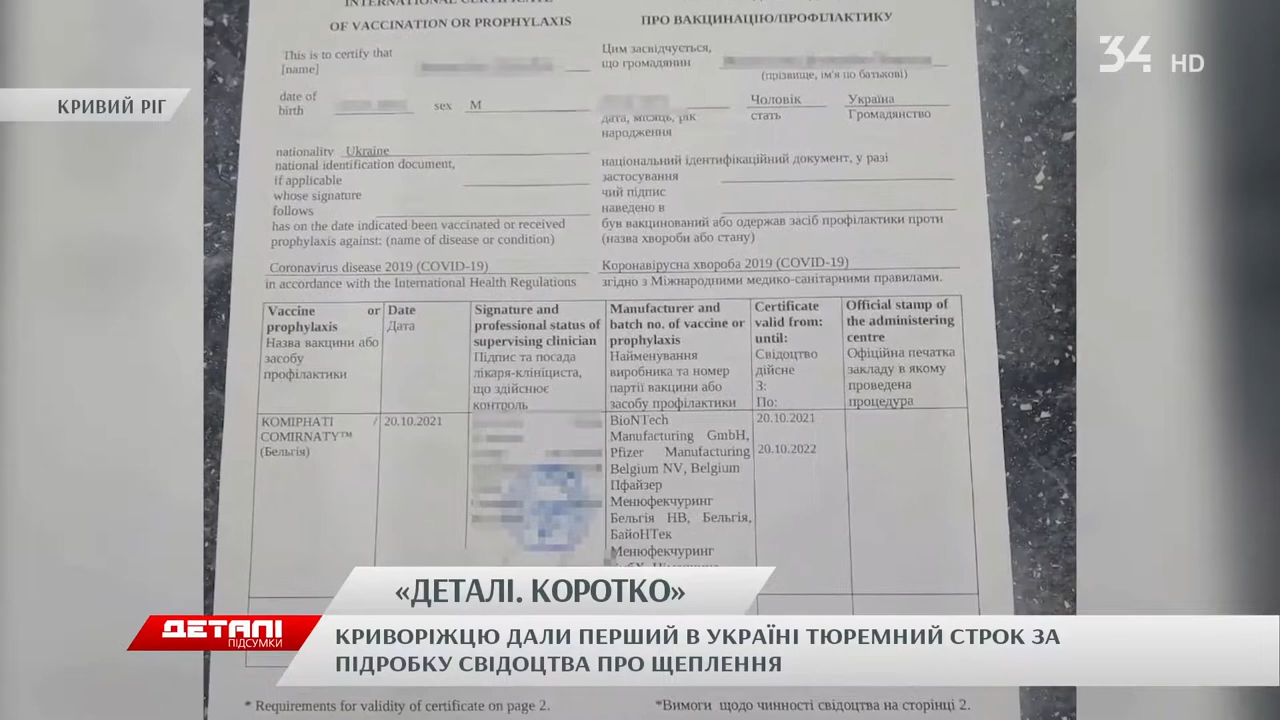 INTERNATIONAL CERTIFICATE
OF VACCINATION OR PROPHYLAXIS
ПРО ВАКЦИНАЦІЮ/ПРОФІЛАКТИКУ
34 HD
КРИВИЙ РІГ
This is to certify that
[name]
Цим засвідчується,
що громадянин
(прізвище, ім'я по батькові)
date of
birth
sex M
дата, місяць, рік
народження
Чоловік
стать
Україна
Громадянство
nationality Ukraine
national identification document,
if applicable
whose signature
follows
has on the date indicated been vaccinated or received
prophylaxis against: (name of disease or condition)
національний ідентифікаційний документ, у разі
застосування
чий підпис
наведено в
був вакцинований або одержав засіб профілактики проти
(назва хвороби або стану)
Coronavirus disease 2019 (COVID-19)
in accordance with the International Health Regulations
Коронавірусна хвороба 2019 (COVID-19)
згідно з Міжнародними медико-санітарними правилами.
Vaccine or
prophylaxis
Назва вакцини або
засобу
профілактики
Date
Дата
Signature and
professional status of
supervising clinician
Підпис та посада
лікаря-клініциста,
що здійснює
контроль
Manufacturer and
batch no. of vaccine or
prophylaxis
Найменування
виробника та номер
партії вакцини або
засобу профілактики
Certificate
valid from:
until:
Свідоцтво
дійсне
З:
По:
Official stamp of
the administering
centre
Офіційна печатка
закладу в якому
проведена
процедура
КОМІРНАТІ /
COMIRNATY™
(Бельгія)
20.10.2021
BioNTech
Manufacturing GmbH,
Pfizer Manufacturing
Belgium NV, Belgium
Пфайзер
Менюфекчуринг
Бельгія НВ, Бельгія,
БайоНТек
Менюфекчуринг
20.10.2021
20.10.2022
«ДЕТАЛІ. КОРОТКО»
ДЕТАЛІ
ПІДСУМКИ
КРИВОРІЖЦЮ ДАЛИ ПЕРШИЙ В УКРАЇНІ ТЮРЕМНИЙ СТРОК ЗА
ПІДРОБКУ СВІДОЦТВА ПРО ЩЕПЛЕННЯ
* Requirements for validity of certificate on page 2.
*Вимоги щодо чинності свідоцтва на сторінці 2.